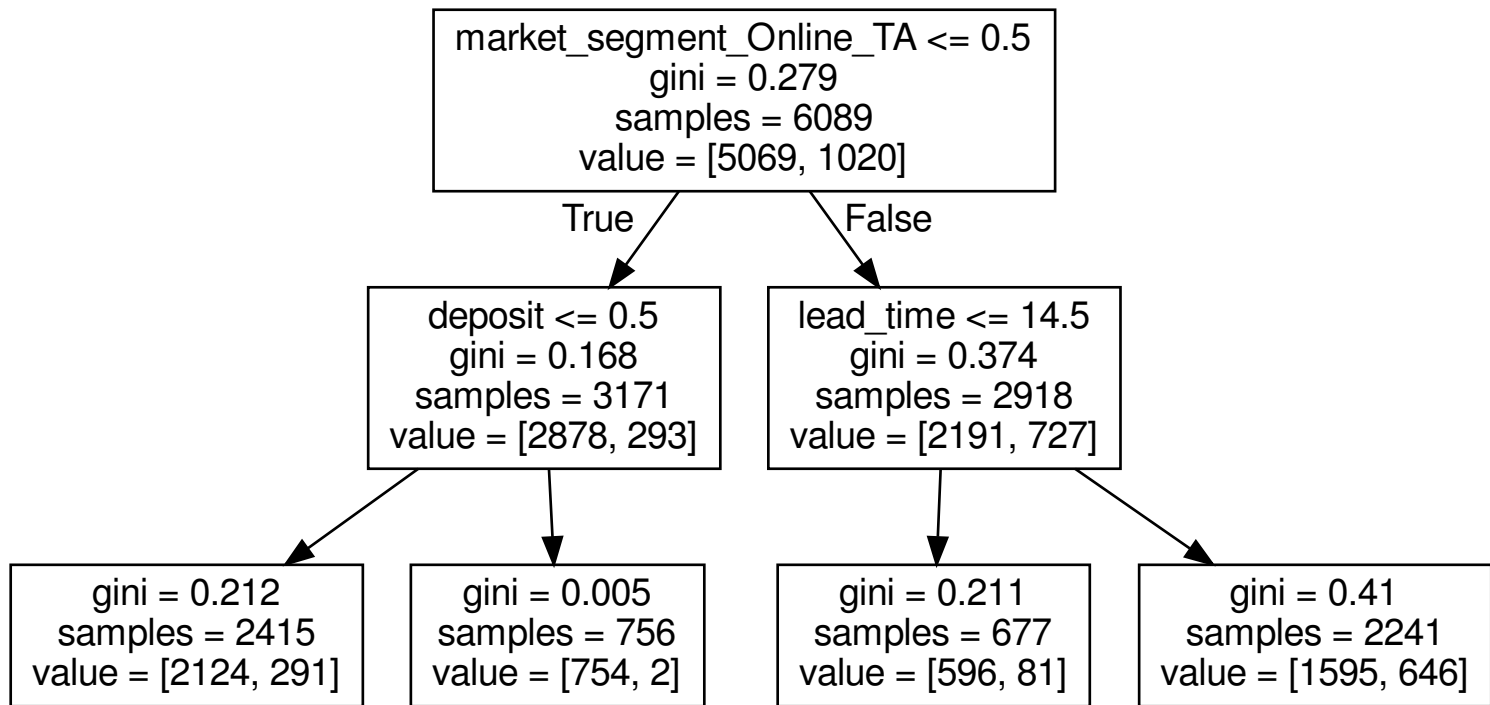 market_segment_Online_TA <= 0.5
gini = 0.279
samples = 6089
value = [5069, 1020]
True
False
deposit <= 0.5
gini = 0.168
samples = 3171
value = [2878, 293]
lead_time <= 14.5
gini = 0.374
samples = 2918
value = [2191, 727]
gini = 0.212
samples = 2415
value = [2124, 291]
gini = 0.005
samples = 756
value = [754, 2]
gini = 0.211
samples = 677
value = [596, 81]
gini = 0.41
samples = 2241
value = [1595, 646]